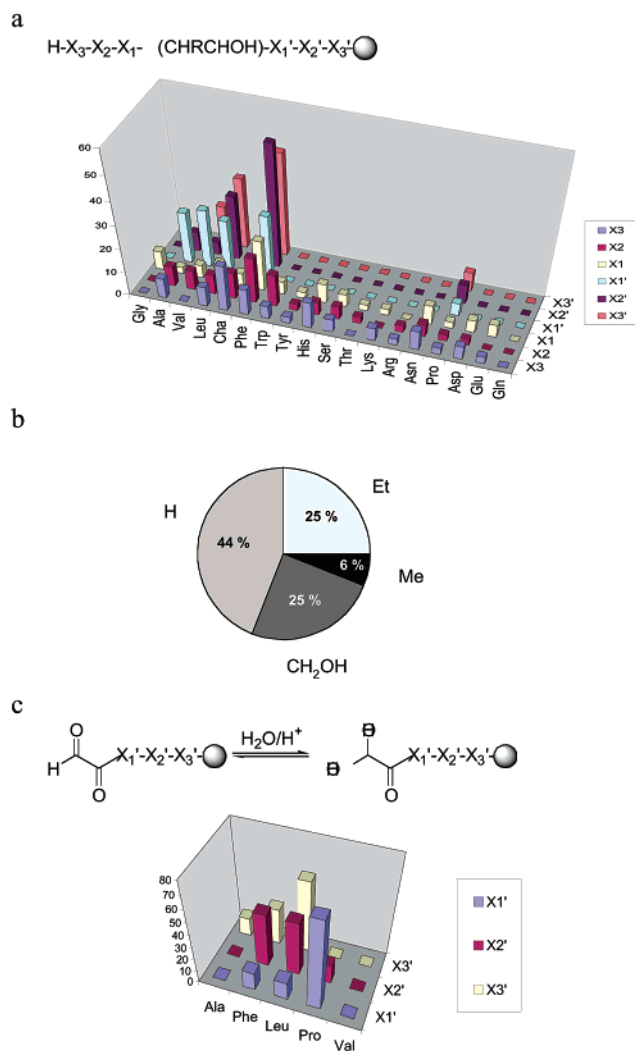 a
H-X3-X2-X1- (CHRCHOH)-X1'-X2'-X3'
60
50
40
30
20
10
0
Gly
Ala
Val
Leu
Cha
Phe
Trp
Tyr
His
Ser
Thr
Lys
Arg
Asn
Pro
Asp
Glu
Gln
X3'
X2'
X1'
X1
X2
X3
X3
X2
X1
X1'
X2'
X3'
b
H
Et
25 %
44 %
6 %
Me
25 %
CH2OH
c
O
H
O
X1'-X2'-X3'
H2O/H+
O
X1'-X2'-X3'
80
70
60
50
40
30
20
10
0
Ala
Phe
Leu
Pro
Val
X3'
X2'
X1'
X1'
X2'
X3'